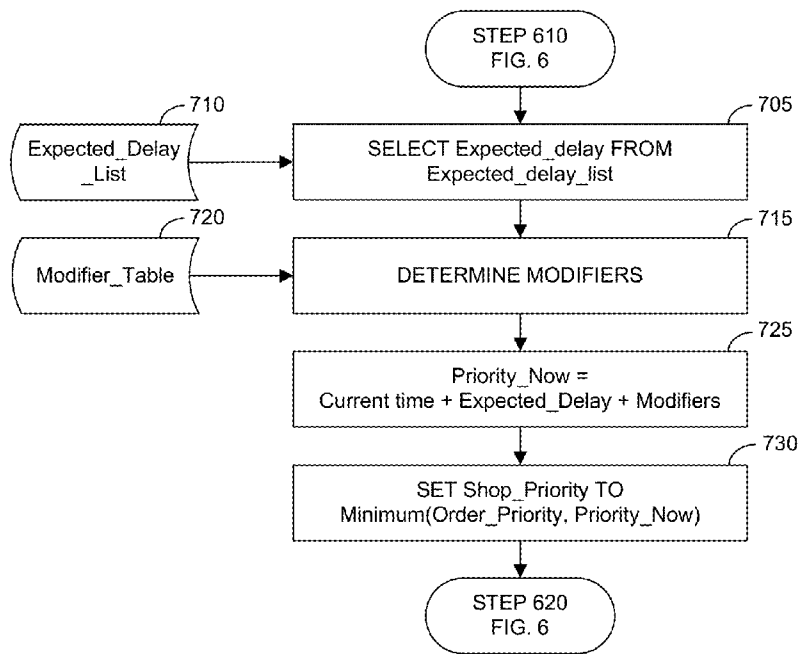 STEP 610
FIG. 6
710
705
Expected_Delay
_List
SELECT Expected_delay FROM
Expected_delay_list
720
715
Modifier_Table
DETERMINE MODIFIERS
725
Priority_Now =
Current time + Expected_Delay + Modifiers
730
SET Shop_Priority TO
Minimum(Order_Priority, Priority_Now)
STEP 620
FIG. 6